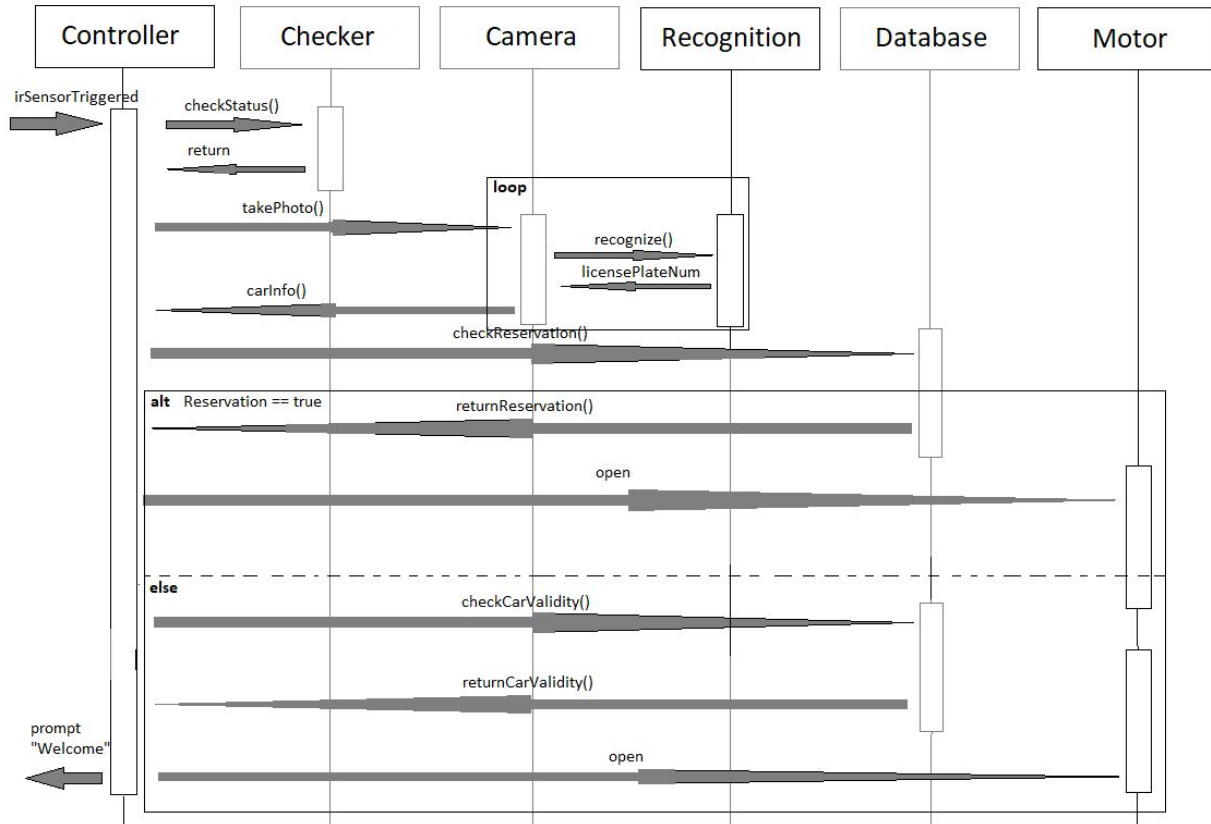 Controller
Checker
Camera
Recognition
Database
Motor
irSensorTriggered
checkStatus()
return
loop
takePhoto()
recognize()
licensePlateNum
carInfo()
checkReservation()
alt Reservation == true
returnReservation()
open
else
checkCarValidity()
returnCarValidity()
prompt
"Welcome"
open